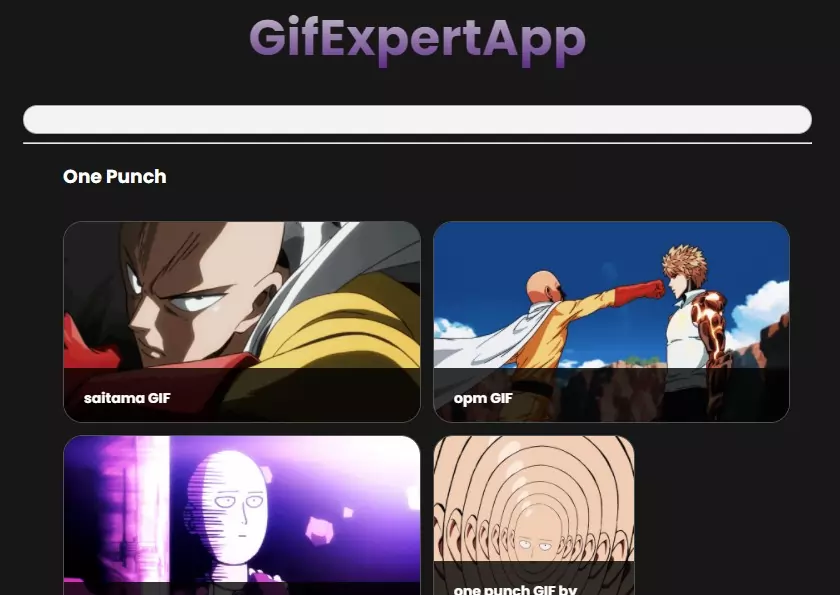 GifExpertApp
One Punch
saitama GIF
opm GIF
one punch GIF by